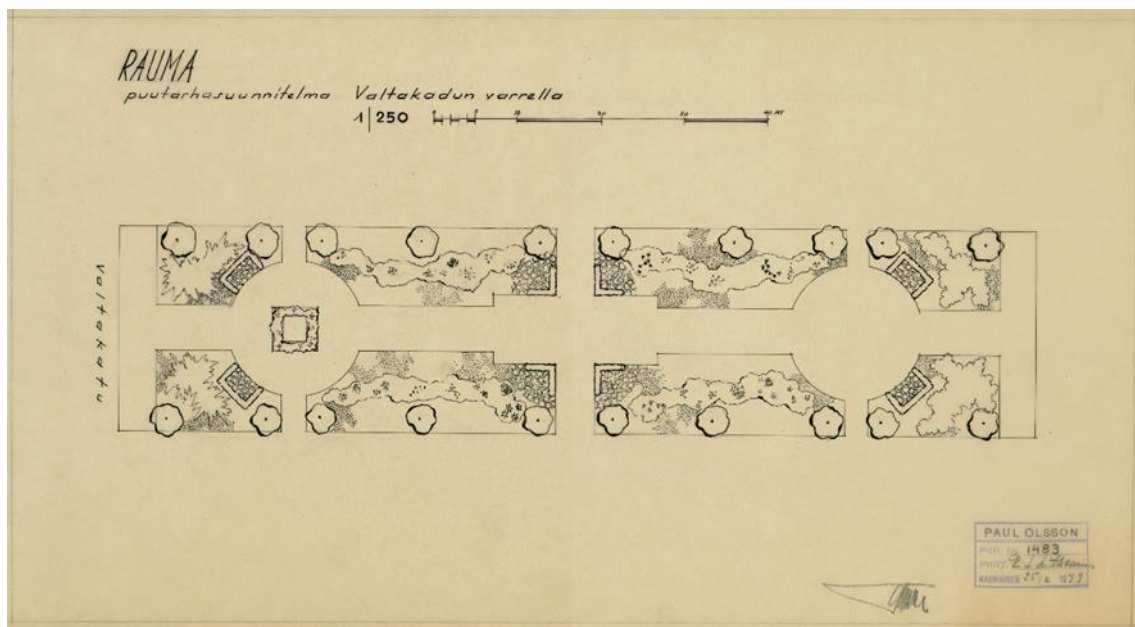 RAUMA
puutarhasuunnitelma Valtakadun varrella
1|250
Valtakatu
PAUL OLSSON
1483